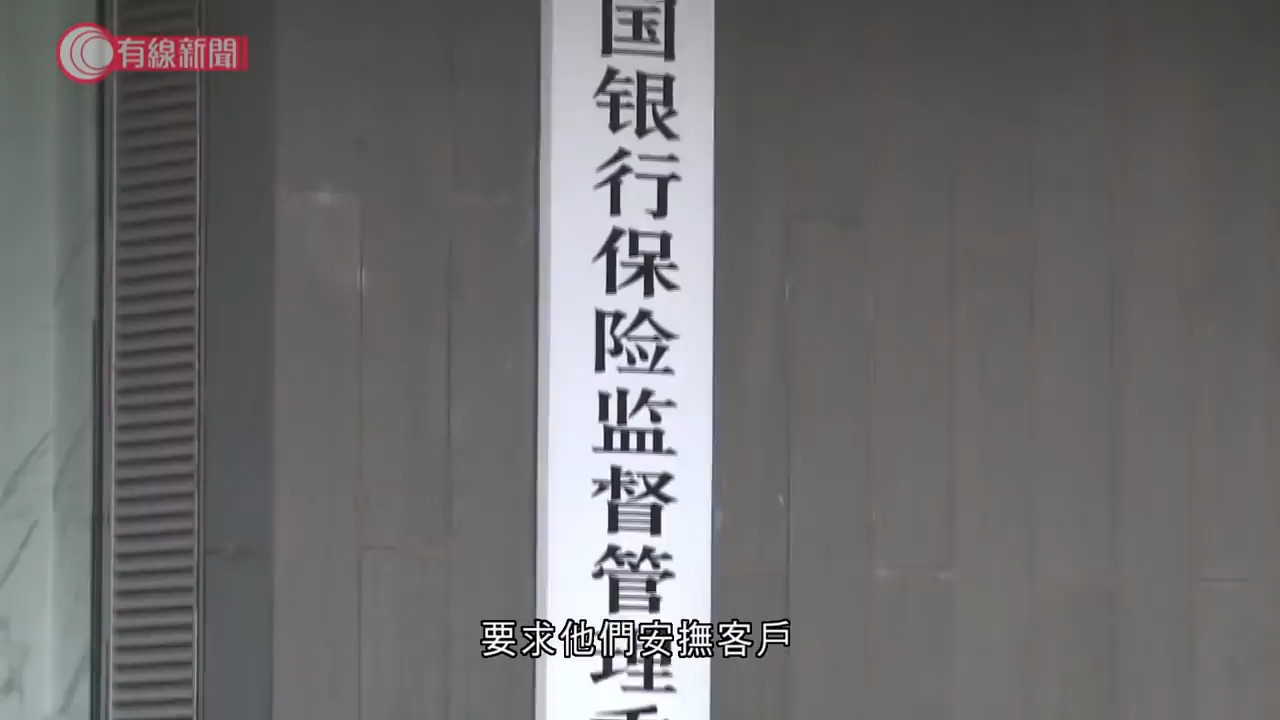 有線新聞
国银行保险监督管理
要求他們安撫客戶